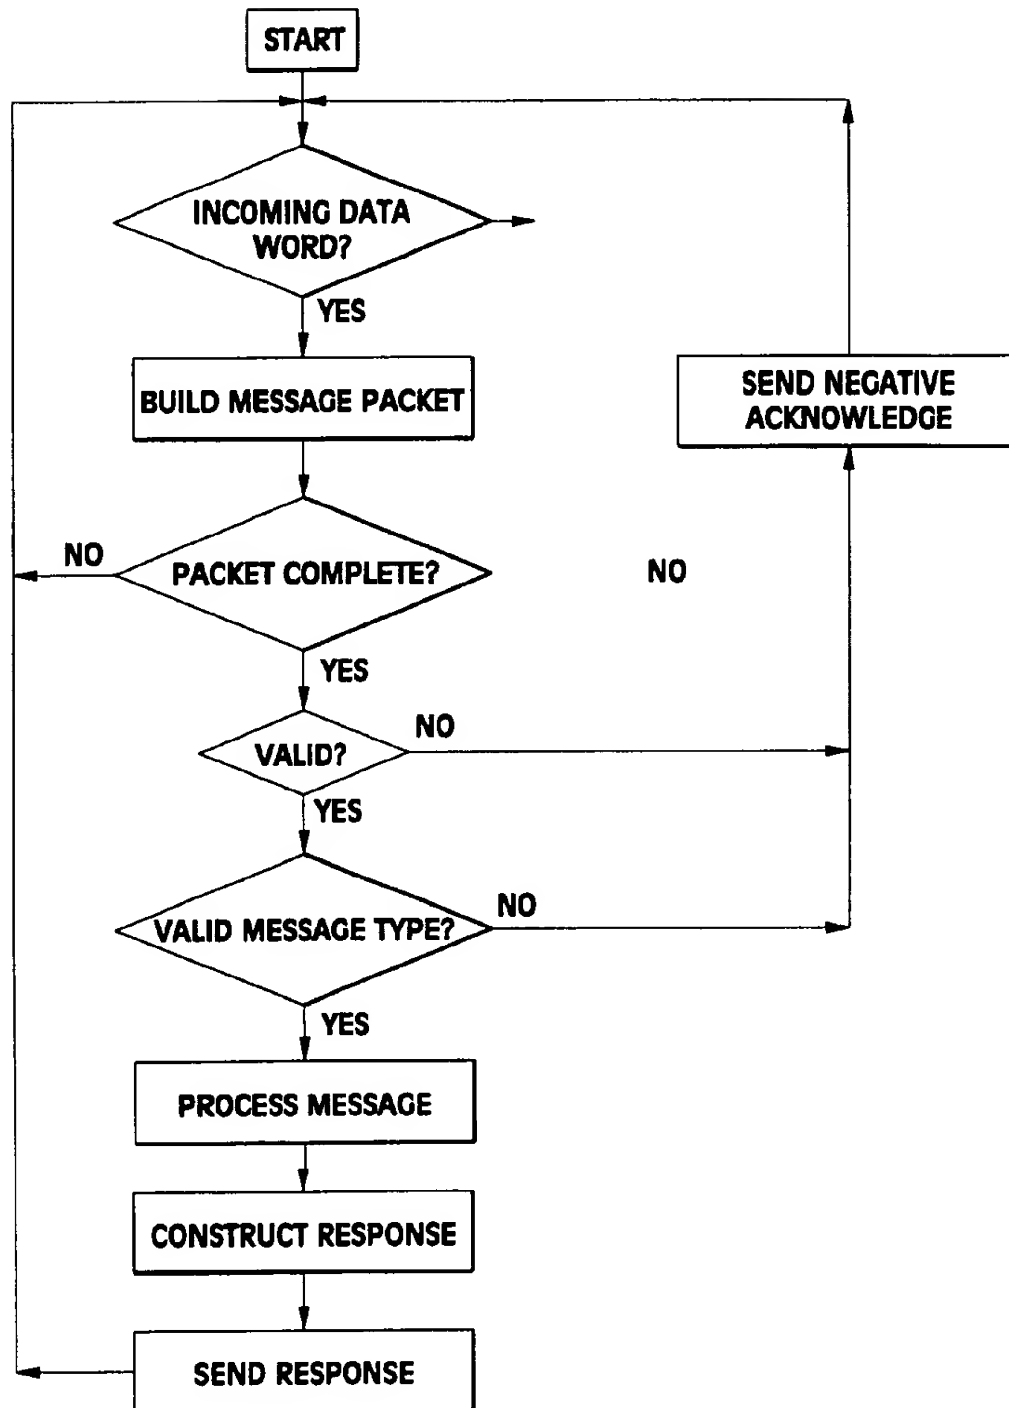 START
INCOMING DATA
WORD?
YES
BUILD MESSAGE PACKET
SEND NEGATIVE
ACKNOWLEDGE
NO
PACKET COMPLETE?
NO
YES
NO
VALID?
YES
NO
VALID MESSAGE TYPE?
YES
PROCESS MESSAGE
CONSTRUCT RESPONSE
SEND RESPONSE